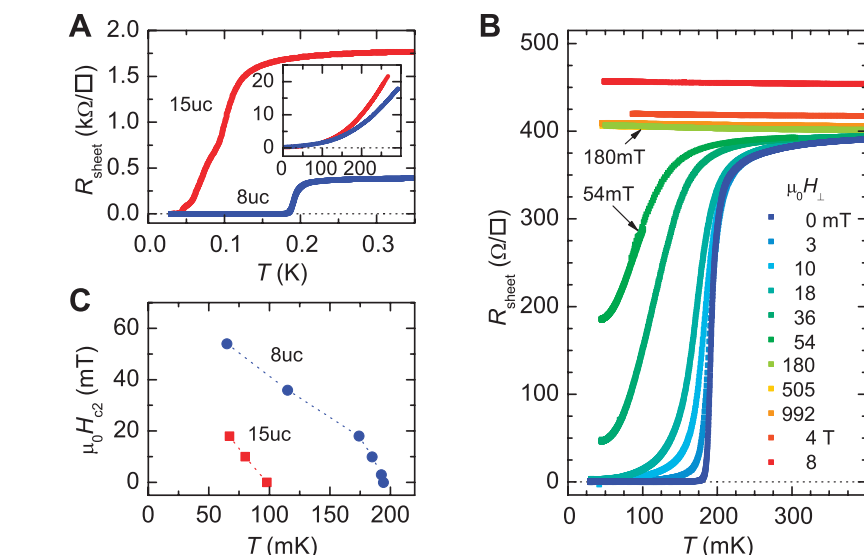 A
2.0
1.5
1.0
0.5
0.0
R sheet (kΩ/□)
15uc
8uc
20
10
0
0 100 200
0.0 0.1 0.2 0.3
T (K)
B
500
400
300
200
100
0
R sheet (Ω/□)
180mT
54mT
μ0H⊥
0 mT
3
10
18
36
54
180
505
992
4 T
8
0 100 200 300
T (mK)
C
60
40
20
0
μ0Hc2 (mT)
8uc
15uc
0 50 100 150 200
T (mK)